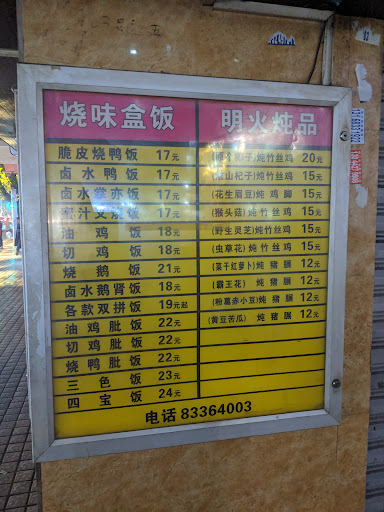 烧味盒饭
脆皮烧鸭饭 17元
卤水鸭饭 17元
卤水掌亦饭 17元
蜜汁叉烧饭 17元
油鸡饭 18元
切鸡饭 18元
烧鹅饭 21元
卤水鹅肾饭 18元
各款双拼饭 19元起
油鸡肶饭 22元
切鸡肶饭 22元
烧鸭肶饭 22元
三色饭 23元
四宝饭 24元
明火炖品
子)炖竹丝鸡 20元
山杞子)炖竹丝鸡 15元
(花生眉豆)炖鸡脚 15元
(猴头菇)炖竹丝鸡 15元
(野生灵芝)炖竹丝鸡 15元
(虫草花)炖竹丝鸡 15元
(菜干红萝卜)炖猪𦟌 12元
(霸王花)炖猪𦟌 12元
(粉葛赤小豆)炖猪𦟌 12元
(黄豆苦瓜)炖猪𦟌 12元
电话 83364003